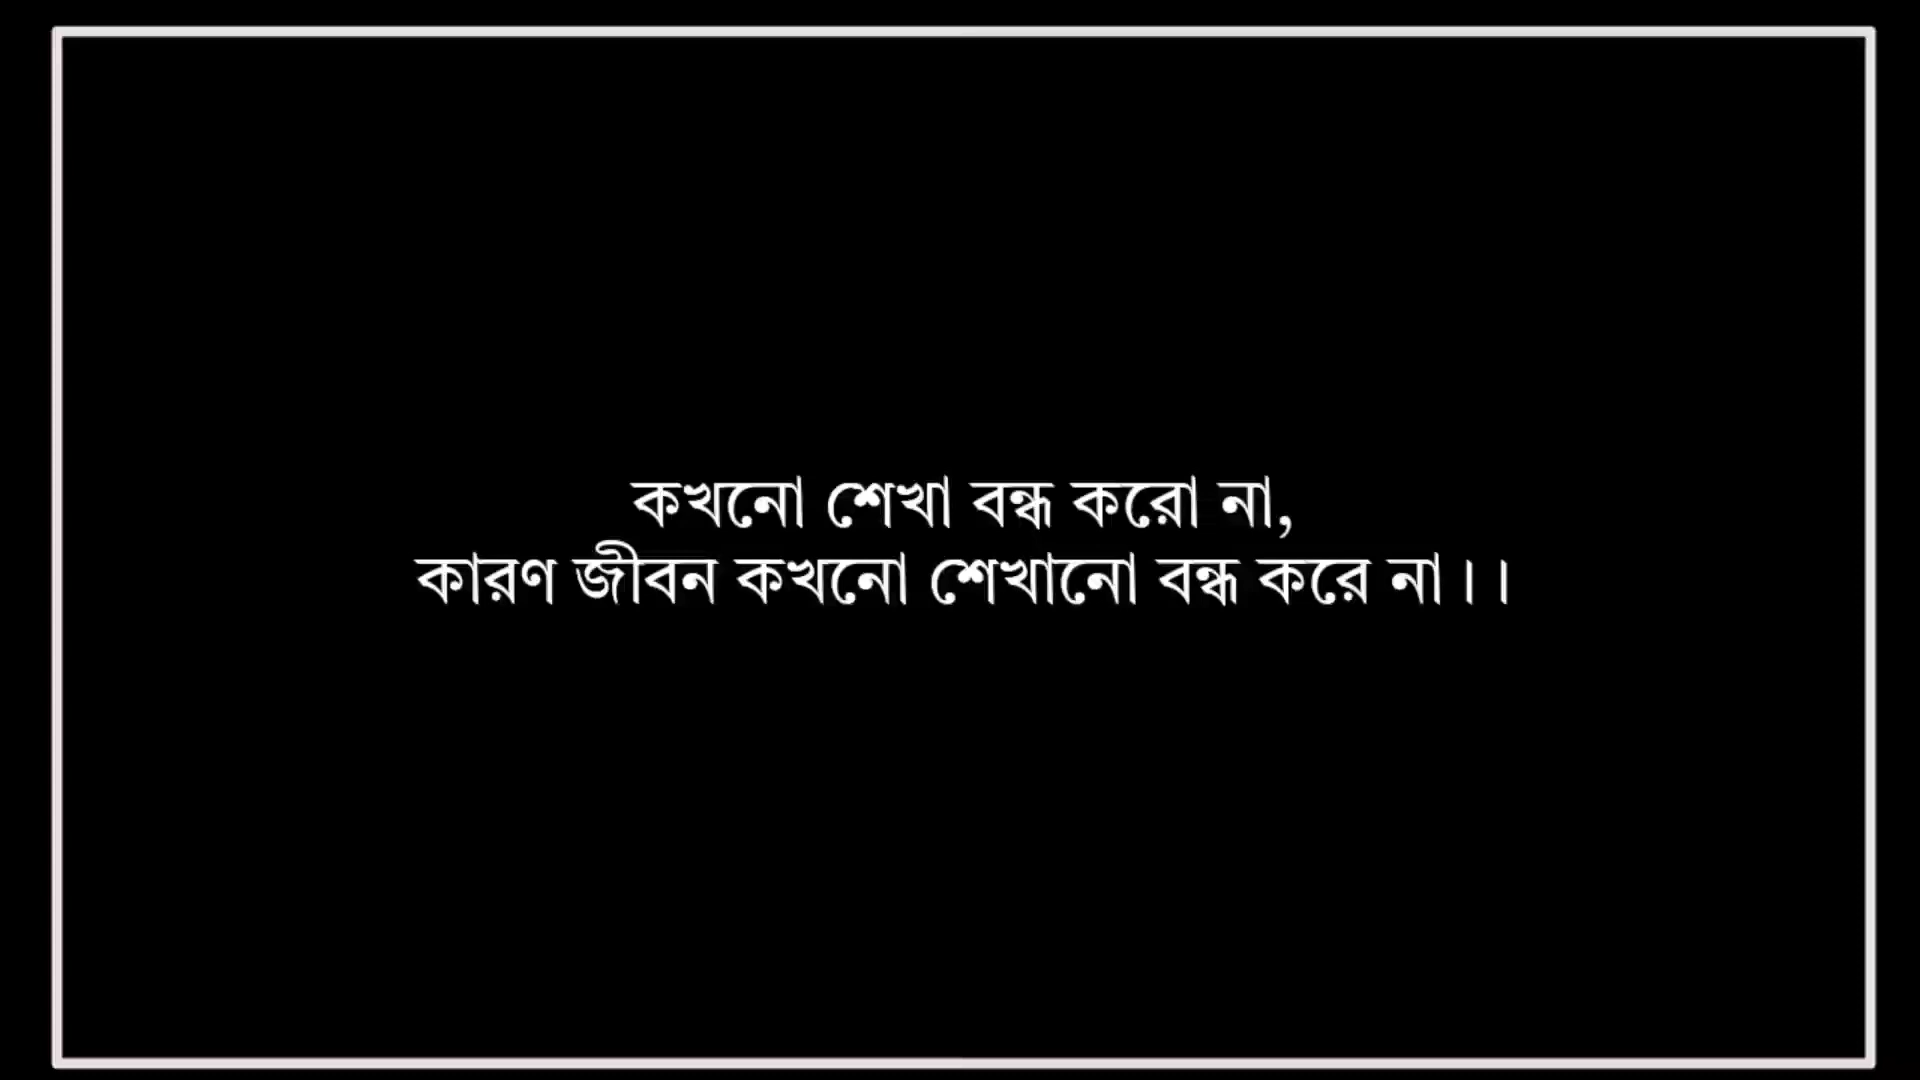 কখনো শেখা বন্ধ করো না,
কারণ জীবন কখনো শেখানো বন্ধ করে না।।